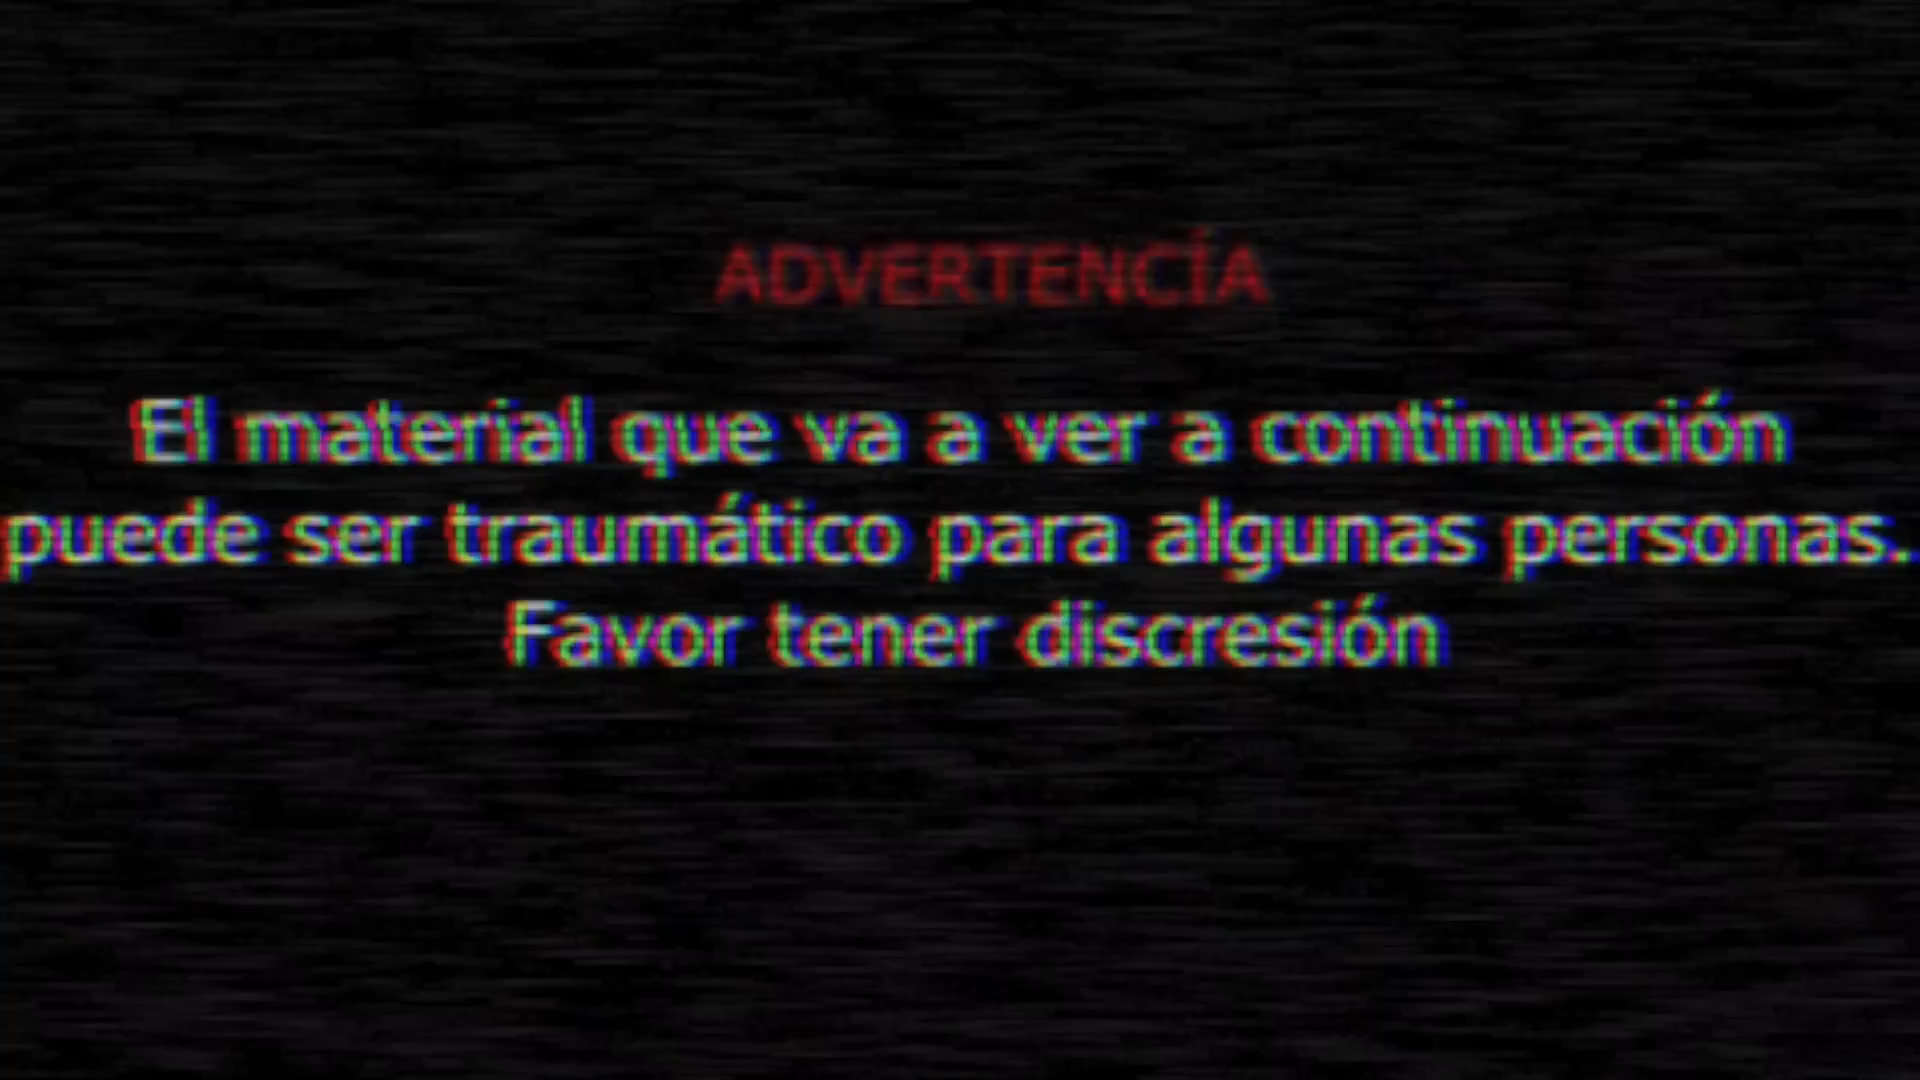 ADVERTENCÍA
El material que va a ver a continuación
puede ser traumático para algunas personas.
Favor tener discresión